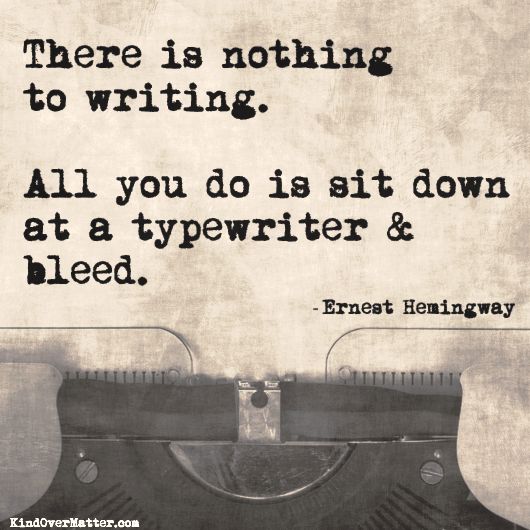 There is nothing
to writing.
All you do is sit down
at a typewriter &
bleed.
-Ernest Hemingway
KindOverMatter.com